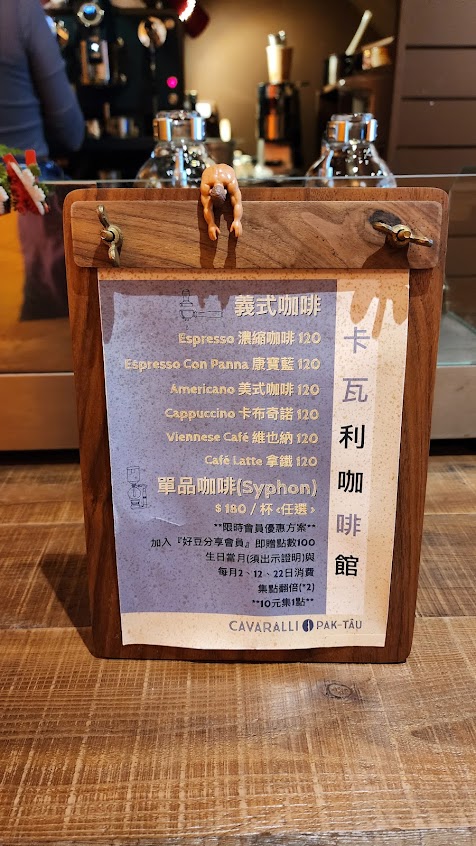 卡瓦利咖啡館
義式咖啡
Espresso 濃縮咖啡 120
Espresso Con Panna 康寶藍 120
Americano 美式咖啡 120
Cappuccino 卡布奇諾 120
Viennese Café 維也納 120
Café Latte 拿鐵 120
單品咖啡(Syphon)
$ 180 / 杯 <任選>
**限時會員優惠方案**
加入『好豆分享會員』即贈點數100
生日當月(須出示證明)與
每月2、12、22日消費
集點翻倍(*2)
**10元集1點**
CAVARALLI PAK-TÂU